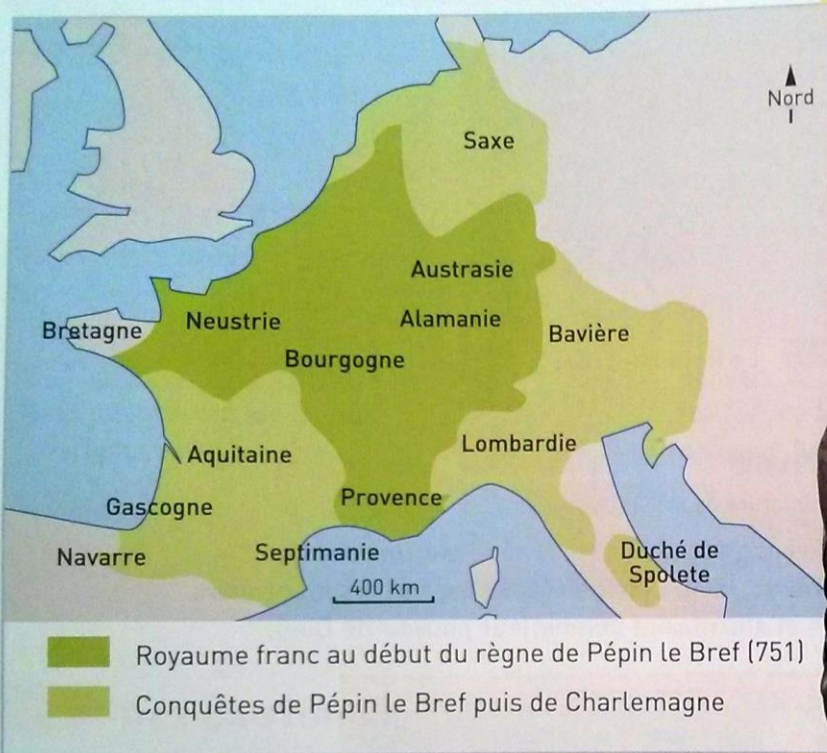 Nord
Saxe
Austrasie
Bretagne
Neustrie
Alamanie
Bavière
Bourgogne
Aquitaine
Lombardie
Gascogne
Provence
Navarre
Septimanie
Duché de
Spolete
400 km
Royaume franc au début du règne de Pépin le Bref (751)
Conquêtes de Pépin le Bref puis de Charlemagne